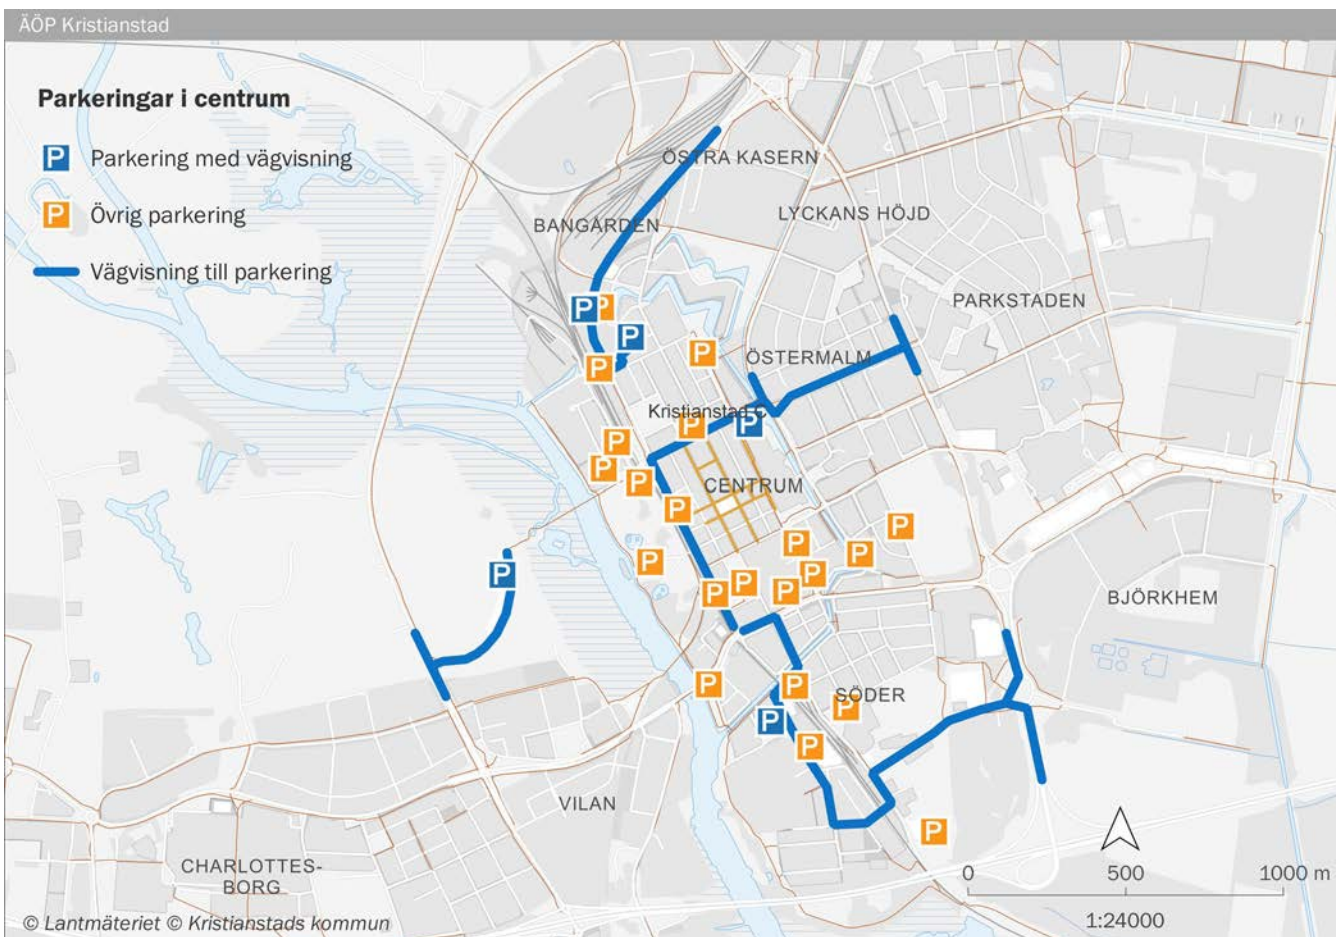 ÄÖP Kristianstad
Parkeringar i centrum
P Parkering med vägvisning
P Övrig parkering
Vägvisning till parkering
ÖSTRA KASERN
LYCKANS HÖJD
BANGÅRDEN
PARKSTADEN
P P
P
P
P
ÖSTERMALM
Kristianstad C
P
P
P
P
P
CENTRUM
P
P
P
P
P
P
P
P
P
P
P
BJÖRKHEM
P
P
SÖDER
P
P
P
VILAN
P
CHARLOTTES-
BORG
0 500 1000 m
1:24000
© Lantmäteriet © Kristianstads kommun